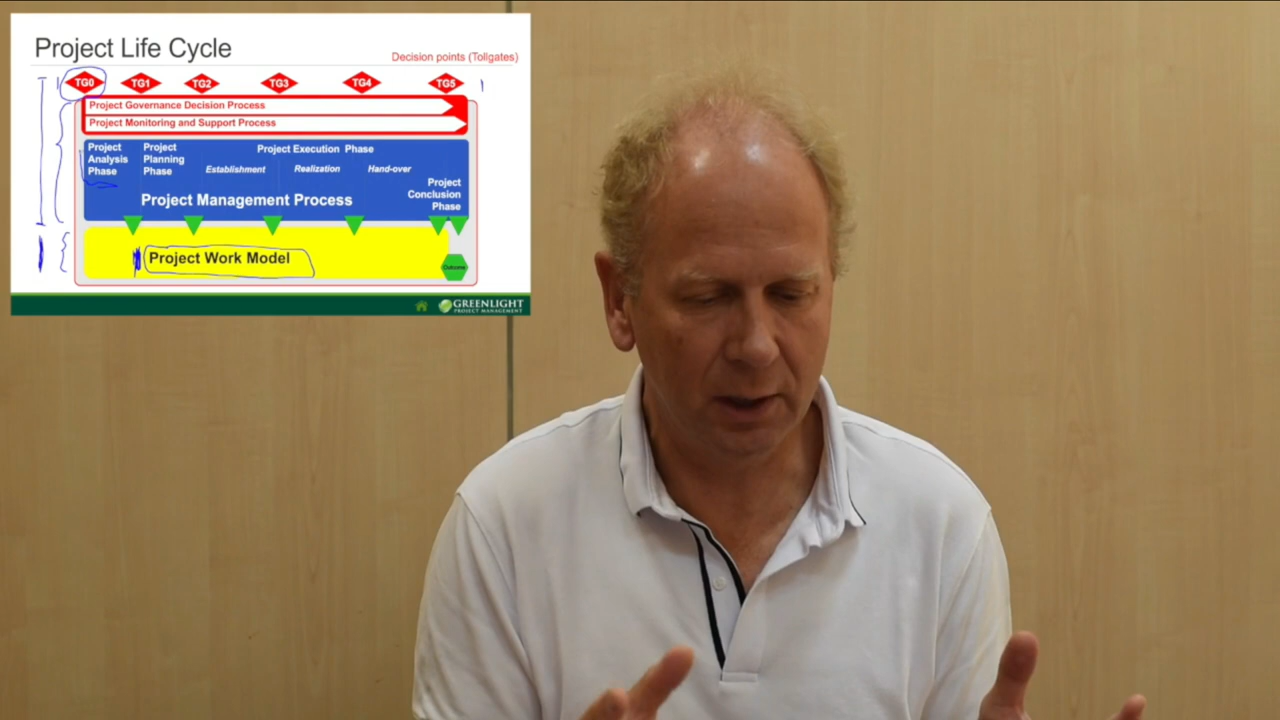 Project Life Cycle
Decision points (Tollgates)
TG0 TG1 TG2 TG3 TG4 TG5
Project Governance Decision Process
Project Monitoring and Support Process
Project Analysis Phase
Project Planning Phase
Project Execution Phase
Establishment Realization Hand-over
Project Conclusion Phase
Project Management Process
Project Work Model
Outcome
GREENLIGHT
PROJECT MANAGEMENT